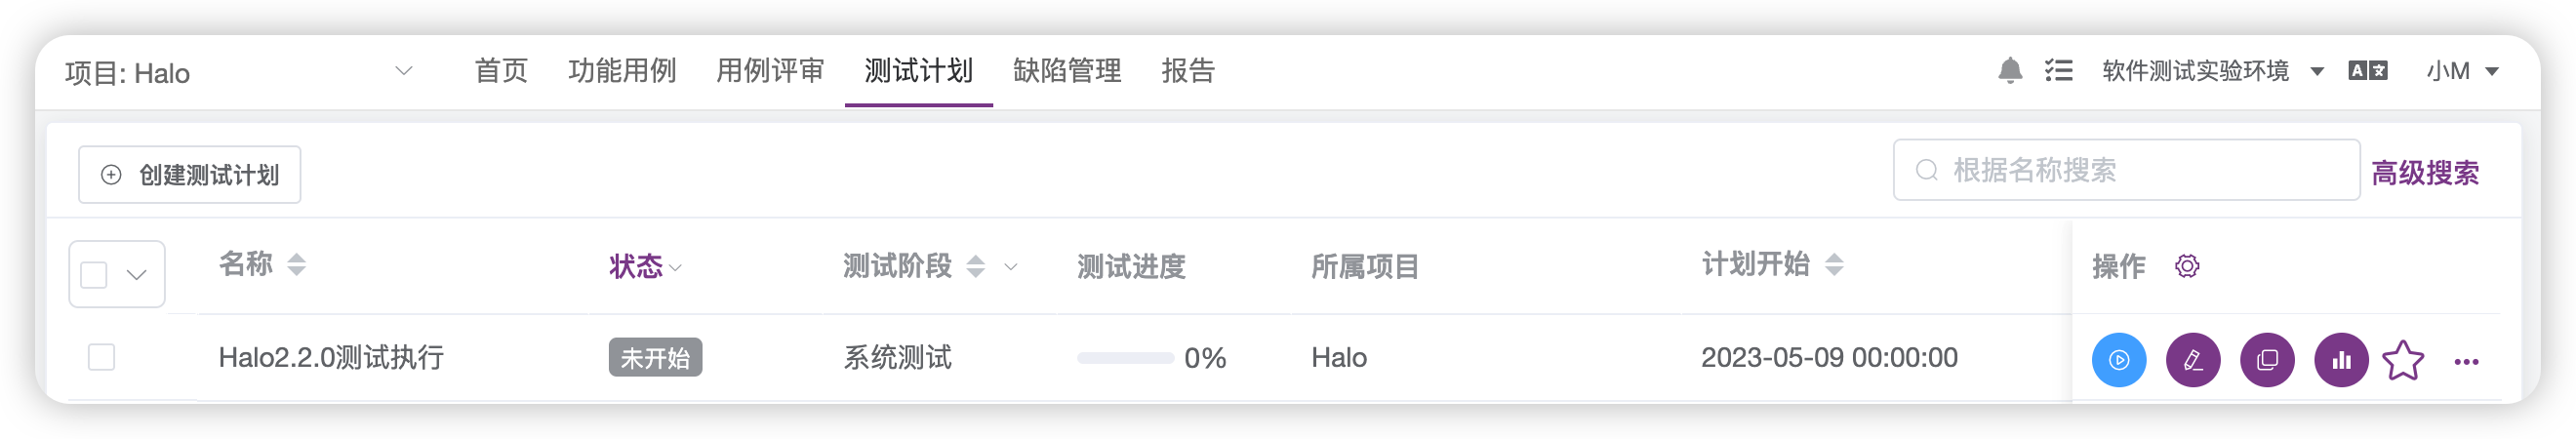 项目: Halo 首页 功能用例 用例评审 测试计划 缺陷管理 报告 软件测试实验环境 A文 小M
创建测试计划 根据名称搜索 高级搜索
名称 状态 测试阶段 测试进度 所属项目 计划开始 操作
Halo2.2.0测试执行 未开始 系统测试 0% Halo 2023-05-09 00:00:00